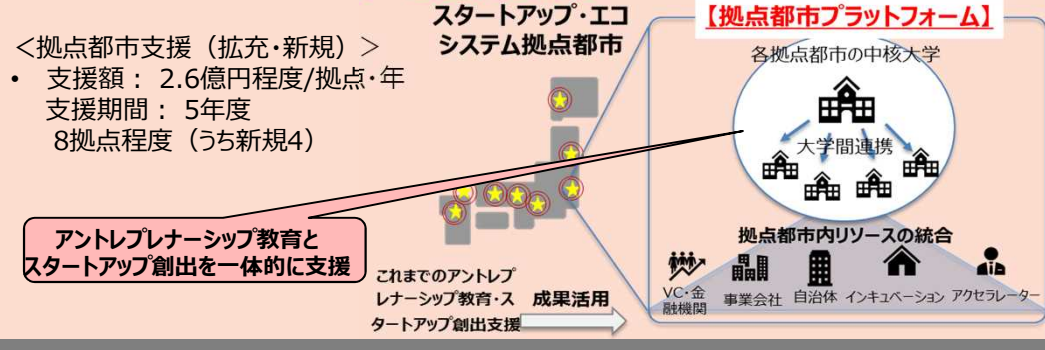 <拠点都市支援(拡充・新規)>
• 支援額: 2.6億円程度/拠点・年
支援期間: 5年度
8拠点程度(うち新規4)
アントレプレナーシップ教育と
スタートアップ創出を一体的に支援
スタートアップ・エコ
システム拠点都市
これまでのアントレプ
レナーシップ教育・ス
タートアップ創出支援
成果活用
【拠点都市プラットフォーム】
各拠点都市の中核大学
大学間連携
拠点都市内リソースの統合
VC・金
融機関
事業会社
自治体
インキュベーション
アクセラレーター